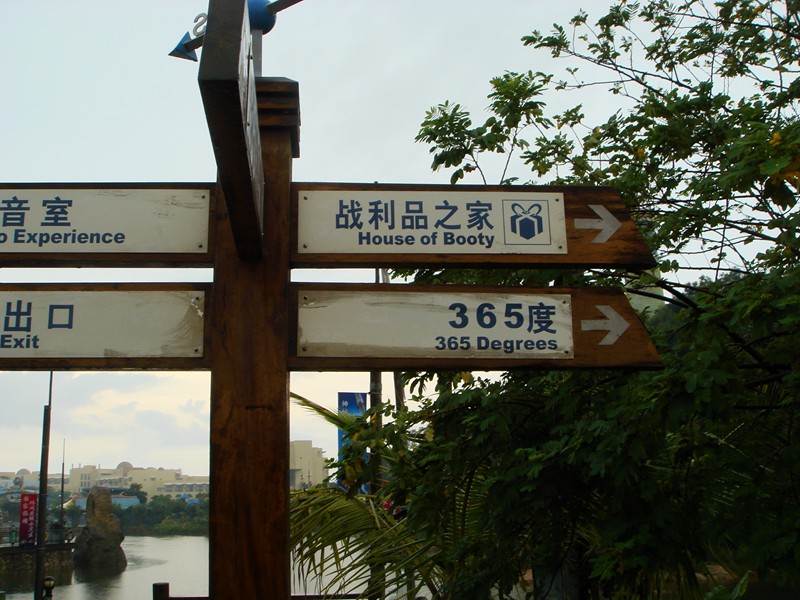 S
音室
o Experience
战利品之家
House of Booty
出口
Exit
365度
365 Degrees